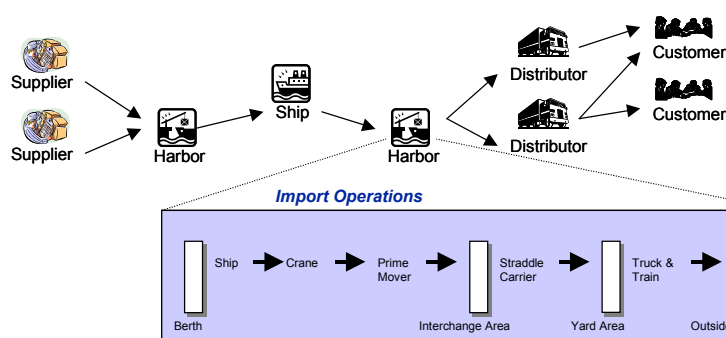 Customer
Supplier
Distributor
Ship
Customer
Supplier
Harbor
Harbor
Distributor
Import Operations
Ship
Crane
Prime
Mover
Straddle
Carrier
Truck &
Train
Berth
Interchange Area
Yard Area
Outside